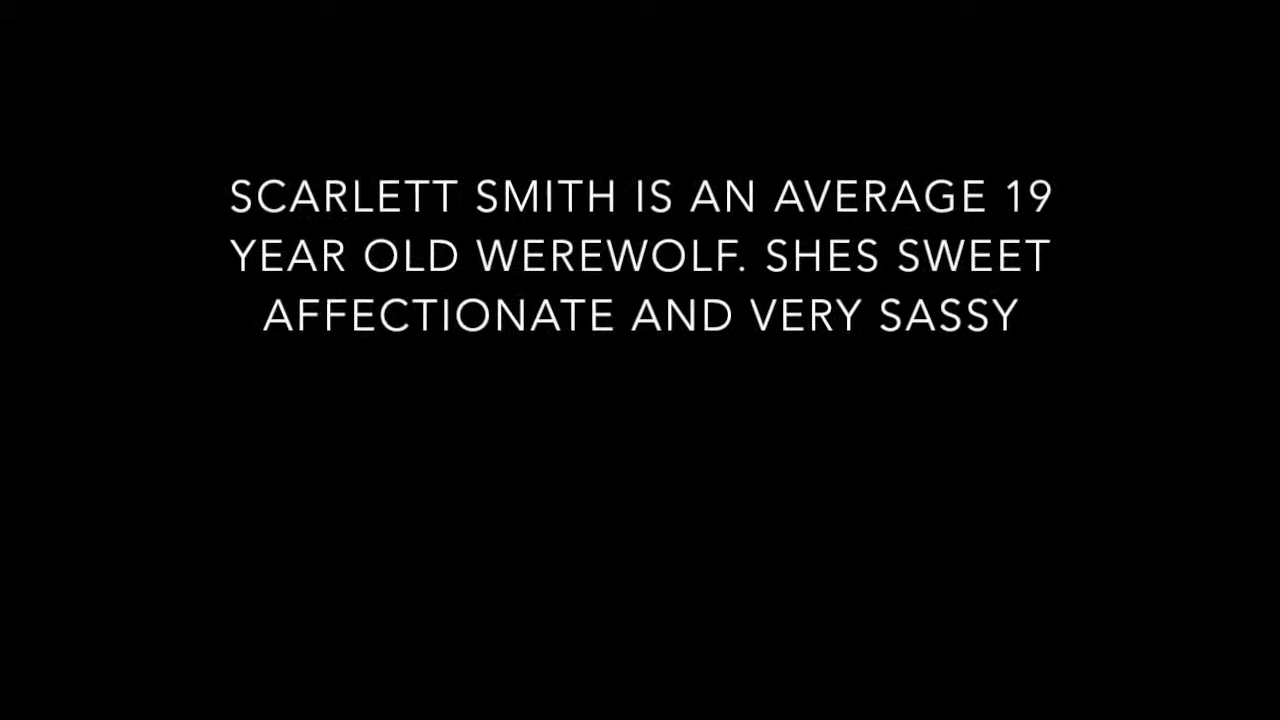 SCARLETT SMITH IS AN AVERAGE 19
YEAR OLD WEREWOLF. SHES SWEET
AFFECTIONATE AND VERY SASSY